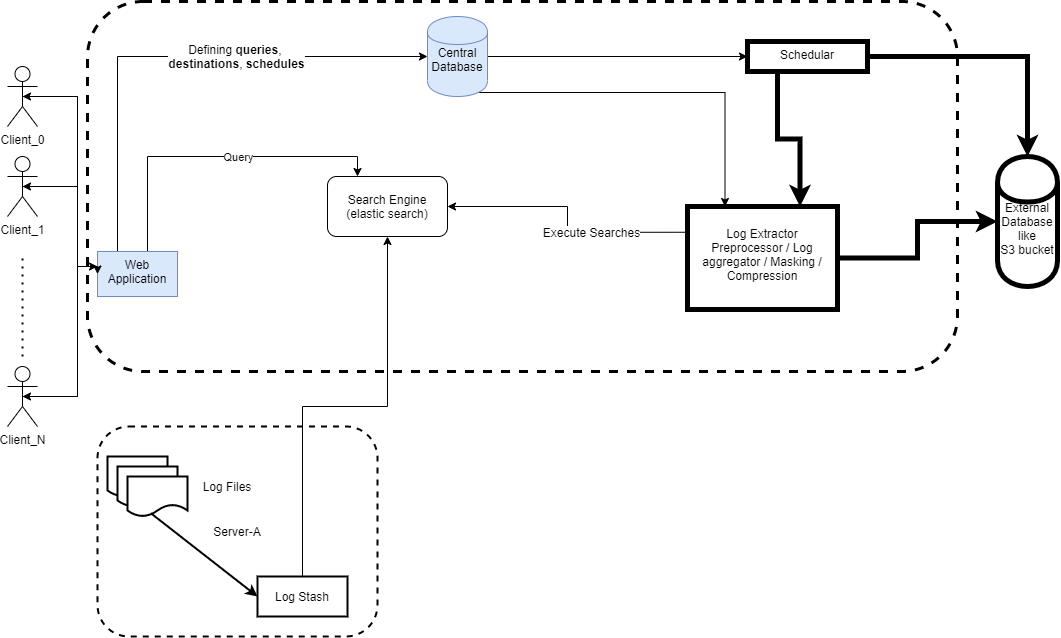 Defining queries,
destinations, schedules
Central
Database
Schedular
Client_0
Query
Client_1
Search Engine
(elastic search)
Execute Searches
Log Extractor
Preprocessor / Log
aggregator / Masking /
Compression
External
Database
like
S3 bucket
Web
Application
Client_N
Log Files
Server-A
Log Stash